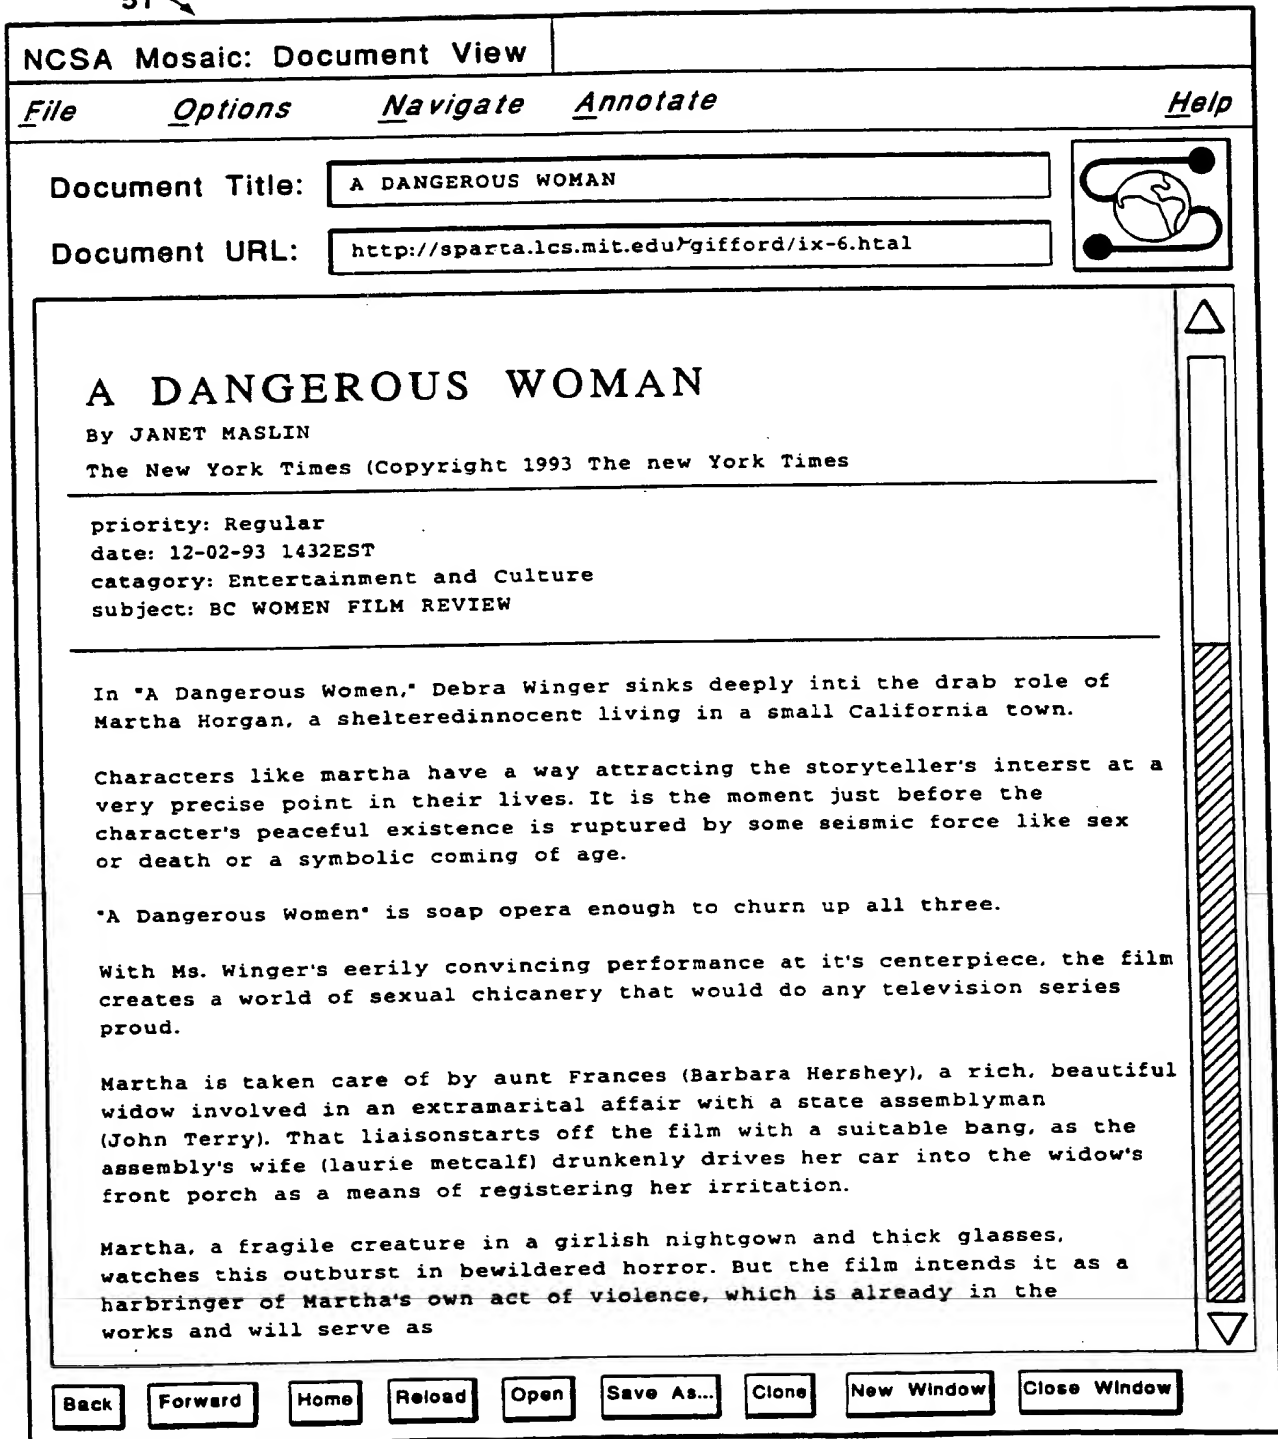 51
NCSA Mosaic: Document View
File Options Navigate Annotate Help
Document Title: A DANGEROUS WOMAN
Document URL: http://sparta.lcs.mit.edu/~gifford/ix-6.htal
A DANGEROUS WOMAN
By JANET MASLIN
The New York Times (Copyright 1993 The new York Times
priority: Regular
date: 12-02-93 1432EST
catagory: Entertainment and Culture
subject: BC WOMEN FILM REVIEW
In "A Dangerous Women," Debra Winger sinks deeply inti the drab role of
Martha Horgan, a shelteredinnocent living in a small California town.
Characters like martha have a way attracting the storyteller's interst at a
very precise point in their lives. It is the moment just before the
character's peaceful existence is ruptured by some seismic force like sex
or death or a symbolic coming of age.
"A Dangerous Women" is soap opera enough to churn up all three.
With Ms. Winger's eerily convincing performance at it's centerpiece, the film
creates a world of sexual chicanery that would do any television series
proud.
Martha is taken care of by aunt Frances (Barbara Hershey), a rich, beautiful
widow involved in an extramarital affair with a state assemblyman
(John Terry). That liaisonstarts off the film with a suitable bang, as the
assembly's wife (laurie metcalf) drunkenly drives her car into the widow's
front porch as a means of registering her irritation.
Martha, a fragile creature in a girlish nightgown and thick glasses,
watches this outburst in bewildered horror. But the film intends it as a
harbringer of Martha's own act of violence, which is already in the
works and will serve as
Back Forward Home Reload Open Save As... Clone New Window Close Window